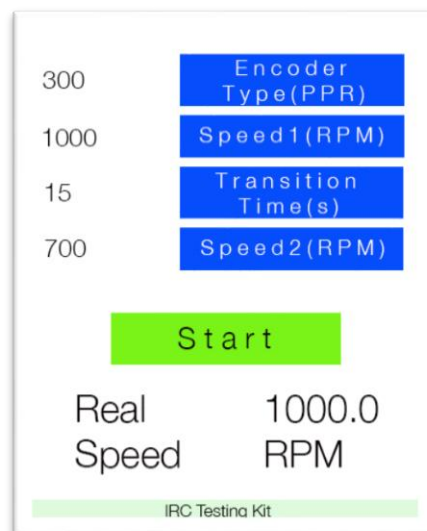 300 Encoder
Type(PPR)
1000 Speed1(RPM)
15 Transition
Time(s)
700 Speed2(RPM)
Start
Real 1000.0
Speed RPM
IRC Testing Kit